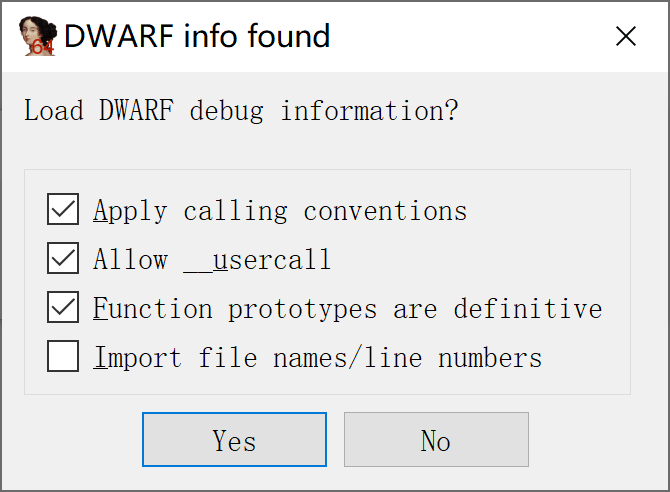 64
DWARF info found
Load DWARF debug information?
Apply calling conventions
Allow __usercall
Function prototypes are definitive
Import file names/line numbers
Yes
No